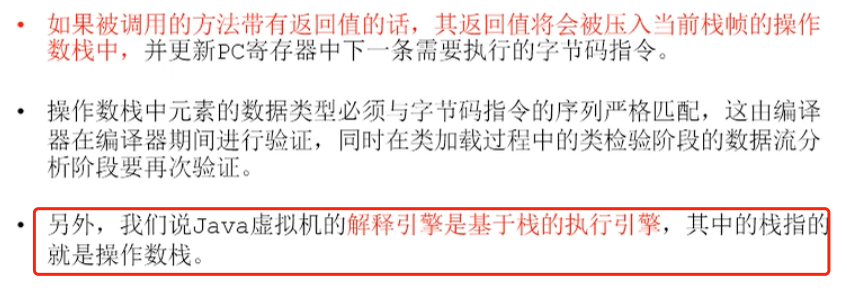 • 如果被调用的方法带有返回值的话，其返回值将会被压入当前栈帧的操作
数栈中，并更新PC寄存器中下一条需要执行的字节码指令。
• 操作数栈中元素的数据类型必须与字节码指令的序列严格匹配，这由编译
器在编译器期间进行验证，同时在类加载过程中的类检验阶段的数据流分
析阶段要再次验证。
• 另外，我们说Java虚拟机的解释引擎是基于栈的执行引擎，其中的栈指的
就是操作数栈。